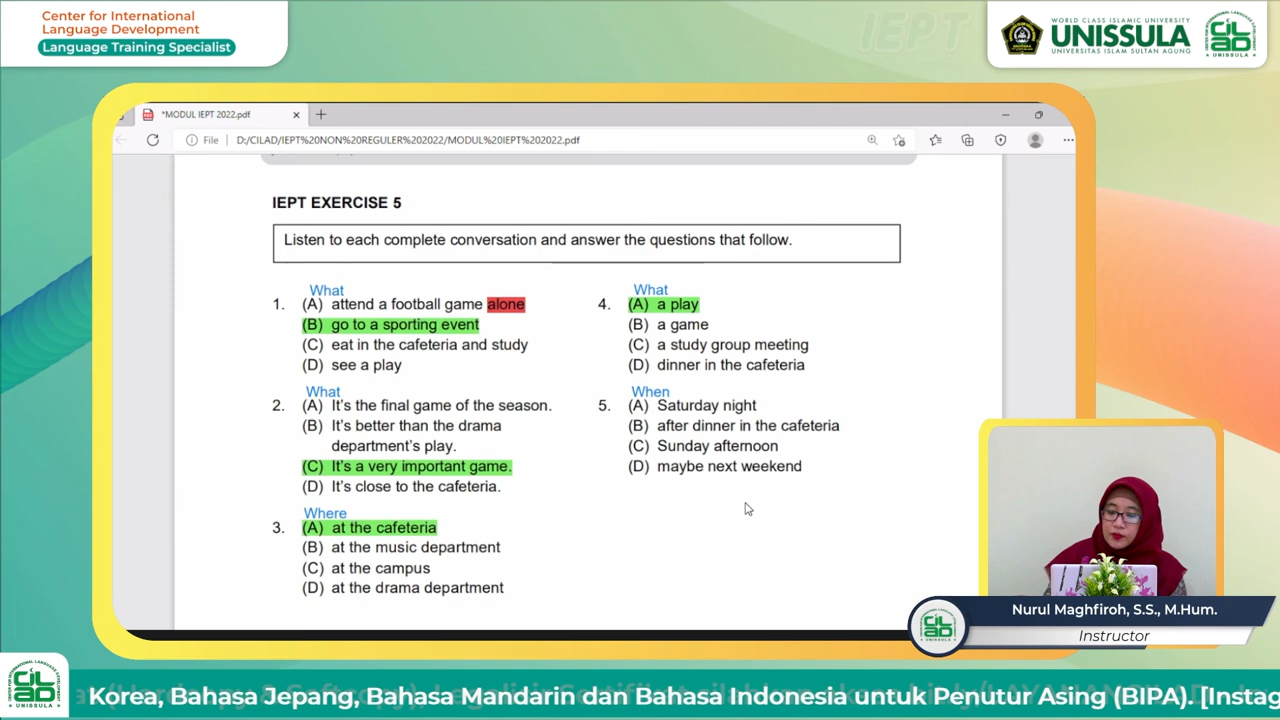 Center for International
Language Development
Language Training Specialist
IEPT
WORLD CLASS ISLAMIC UNIVERSITY
UNISSULA
UNIVERSITAS ISLAM SULTAN AGUNG
CILAD
UNISSULA
*MODUL IEPT 2022.pdf
File
D:/CILAD/IEPT%20NON%20REGULER%202022/MODUL%20IEPT%202022.pdf
IEPT EXERCISE 5
Listen to each complete conversation and answer the questions that follow.
What
1. (A) attend a football game alone
(B) go to a sporting event
(C) eat in the cafeteria and study
(D) see a play
What
2. (A) It's the final game of the season.
(B) It's better than the drama
department's play.
(C) It's a very important game.
(D) It's close to the cafeteria.
Where
3. (A) at the cafeteria
(B) at the music department
(C) at the campus
(D) at the drama department
What
4. (A) a play
(B) a game
(C) a study group meeting
(D) dinner in the cafeteria
When
5. (A) Saturday night
(B) after dinner in the cafeteria
(C) Sunday afternoon
(D) maybe next weekend
Nurul Maghfiroh, S.S., M.Hum.
Instructor
CILAD
UNISSULA
Korea, Bahasa Jepang, Bahasa Mandarin dan Bahasa Indonesia untuk Penutur Asing (BIPA). [Instag